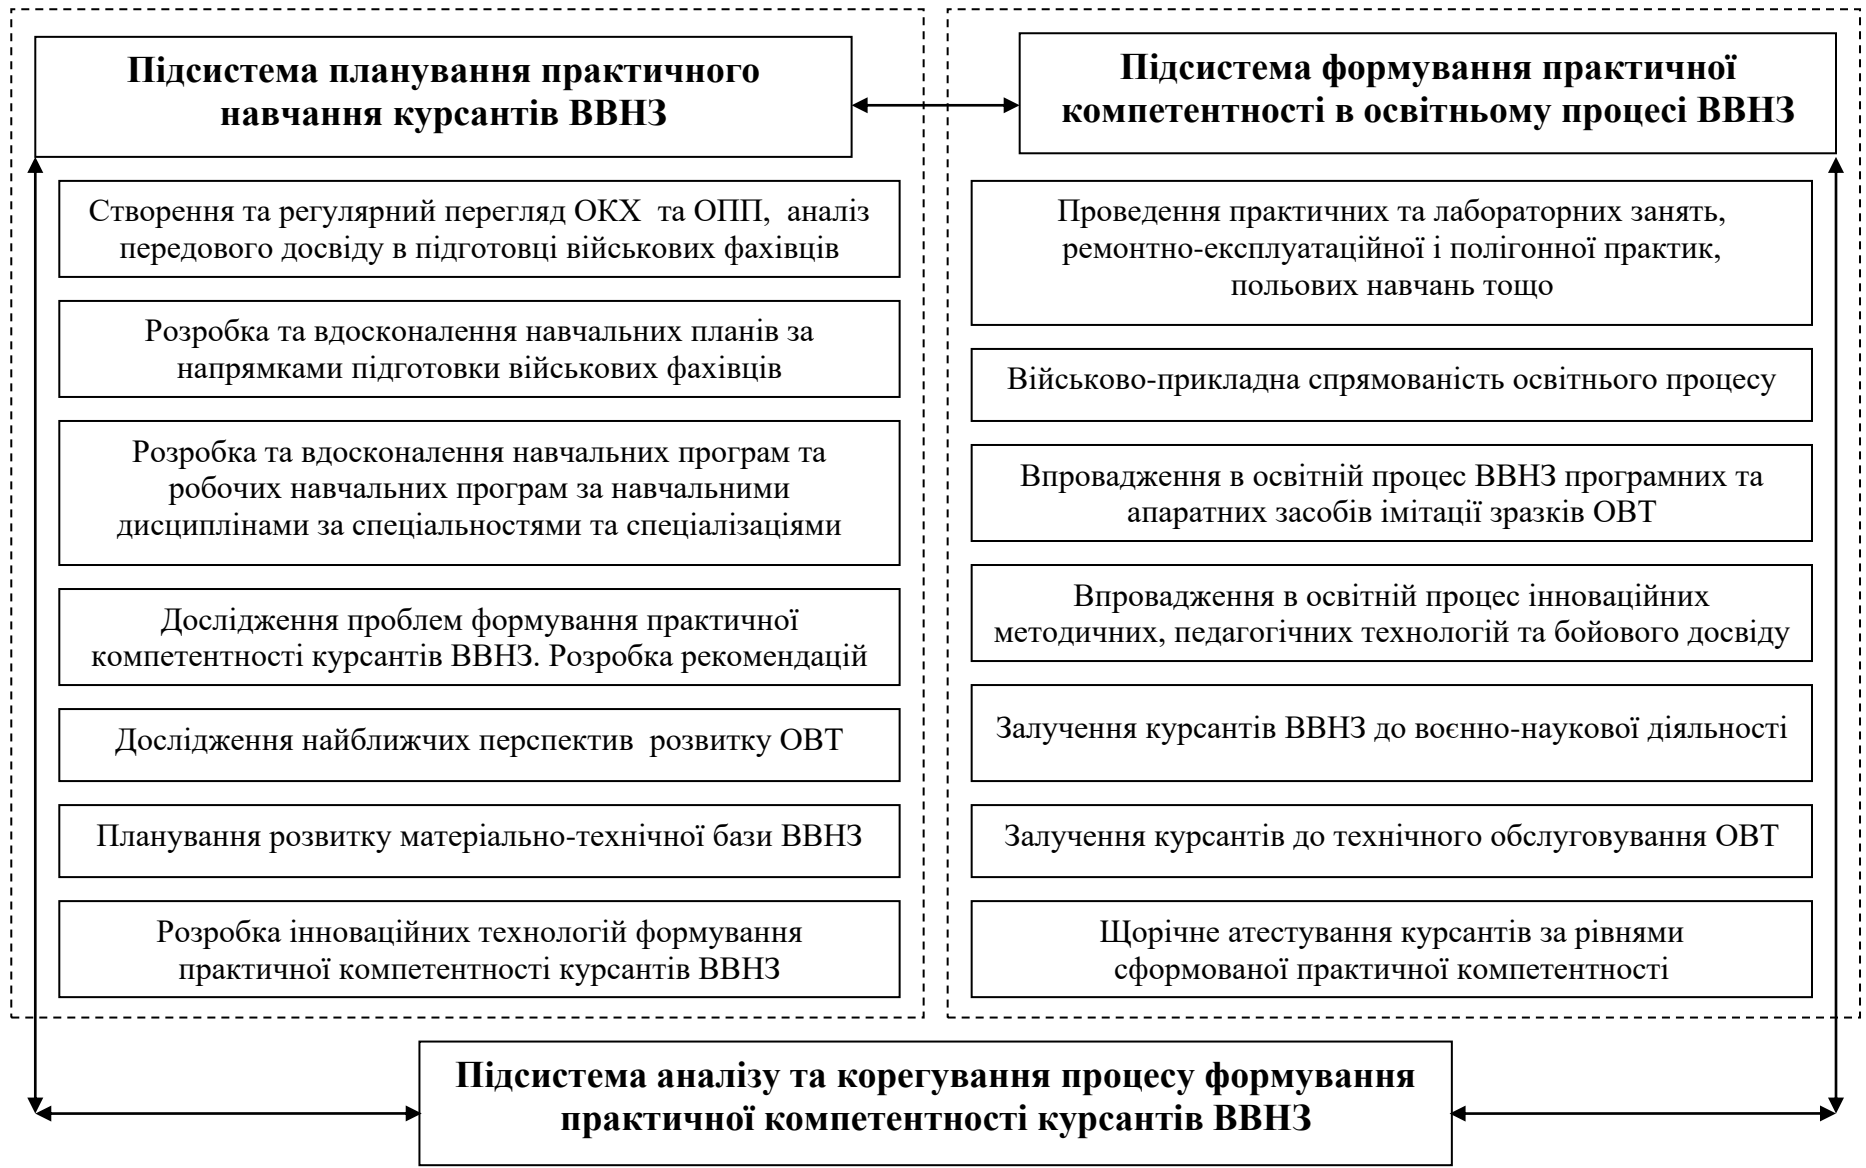 Підсистема планування практичного
навчання курсантів ВВНЗ
Створення та регулярний перегляд ОКХ та ОПП, аналіз
передового досвіду в підготовці військових фахівців
Розробка та вдосконалення навчальних планів за
напрямками підготовки військових фахівців
Розробка та вдосконалення навчальних програм та
робочих навчальних програм за навчальними
дисциплінами за спеціальностями та спеціалізаціями
Дослідження проблем формування практичної
компетентності курсантів ВВНЗ. Розробка рекомендацій
Дослідження найближчих перспектив розвитку ОВТ
Планування розвитку матеріально-технічної бази ВВНЗ
Розробка інноваційних технологій формування
практичної компетентності курсантів ВВНЗ
Підсистема формування практичної
компетентності в освітньому процесі ВВНЗ
Проведення практичних та лабораторних занять,
ремонтно-експлуатаційної і полігонної практик,
польових навчань тощо
Військово-прикладна спрямованість освітнього процесу
Впровадження в освітній процес ВВНЗ програмних та
апаратних засобів імітації зразків ОВТ
Впровадження в освітній процес інноваційних
методичних, педагогічних технологій та бойового досвіду
Залучення курсантів ВВНЗ до воєнно-наукової діяльності
Залучення курсантів до технічного обслуговування ОВТ
Щорічне атестування курсантів за рівнями
сформованої практичної компетентності
Підсистема аналізу та корегування процесу формування
практичної компетентності курсантів ВВНЗ